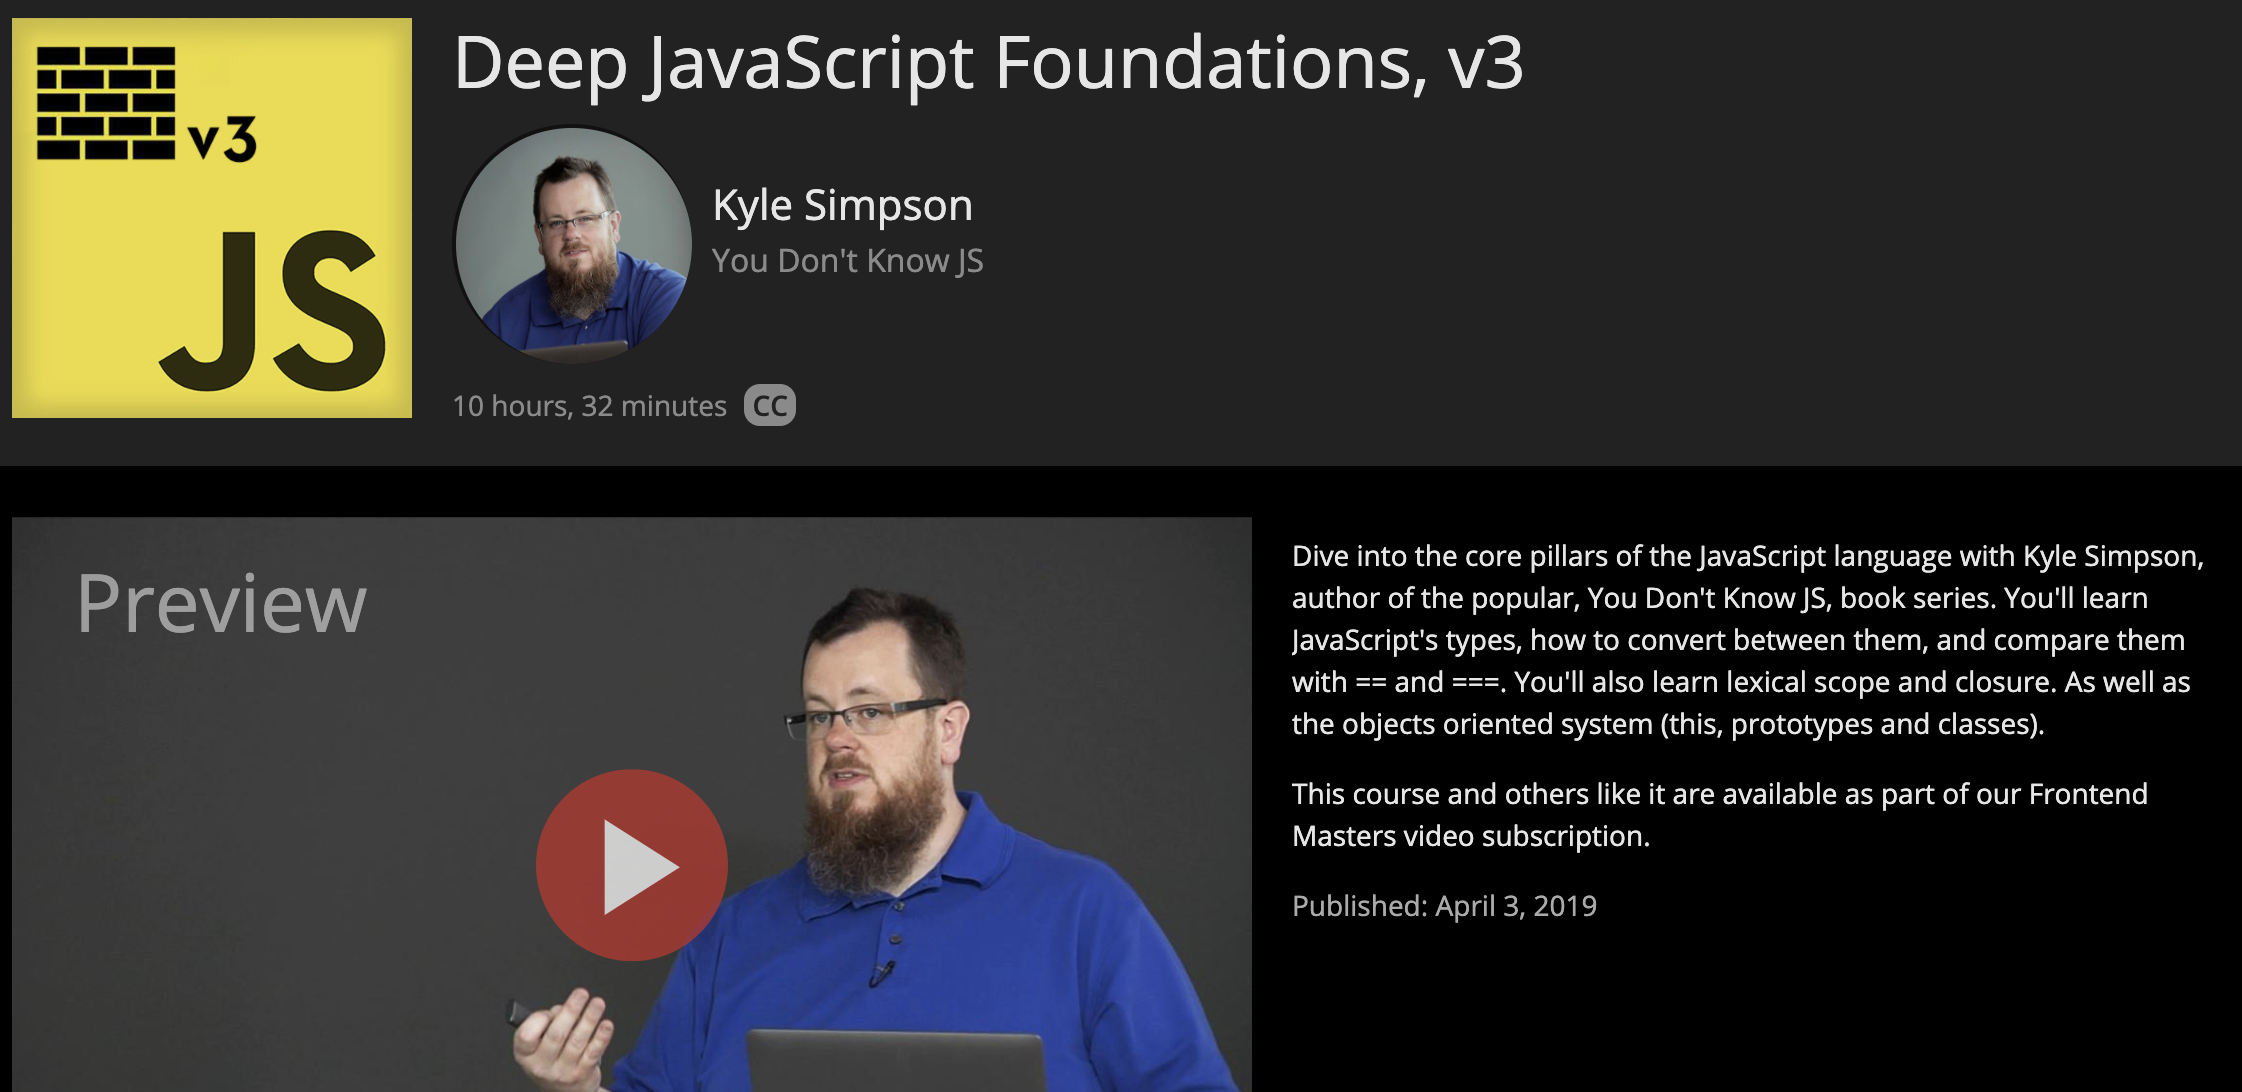 v3
JS
Deep JavaScript Foundations, v3
Kyle Simpson
You Don't Know JS
10 hours, 32 minutes CC
Preview
Dive into the core pillars of the JavaScript language with Kyle Simpson,
author of the popular, You Don't Know JS, book series. You'll learn
JavaScript's types, how to convert between them, and compare them
with == and ===. You'll also learn lexical scope and closure. As well as
the objects oriented system (this, prototypes and classes).
This course and others like it are available as part of our Frontend
Masters video subscription.
Published: April 3, 2019